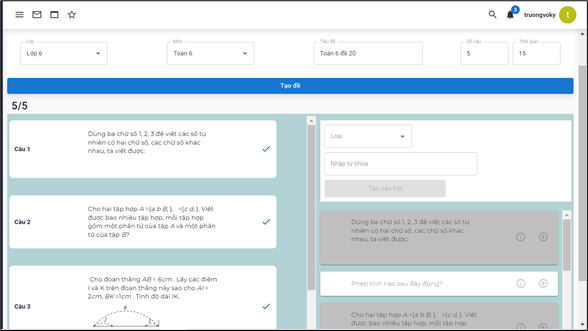 3
truongvoky
t
Lớp
Lớp 6
Môn
Toán 6
Tiêu đề
Toán 6 đề 20
Số câu
5
Thời gian
15
Tạo đề
5/5
Câu 1
Dùng ba chữ số 1, 2, 3 để viết các số tự
nhiên có hai chữ số, các chữ số khác
nhau, ta viết được:
Câu 2
Cho hai tập hợp A ={a b B, }, ={c d, }. Viết
được bao nhiêu tập hợp, mỗi tập hợp
gồm một phần tử của tập A và một phần
tử của tập B?
Câu 3
Cho đoạn thẳng AB = 6cm . Lấy các điểm
I và K trên đoạn thẳng này sao cho AI =
2cm, BK =1cm . Tính độ dài IK.
Loại
Nhập từ khóa
Tạo câu hỏi
Dùng ba chữ số 1, 2, 3 để viết các số tự
nhiên có hai chữ số, các chữ số khác
nhau, ta viết được:
Phép tính nào sau đây đúng?
Cho hai tập hợp A ={a b B, }, ={c d, }. Viết
được bao nhiêu tập hợp, mỗi tập hợp